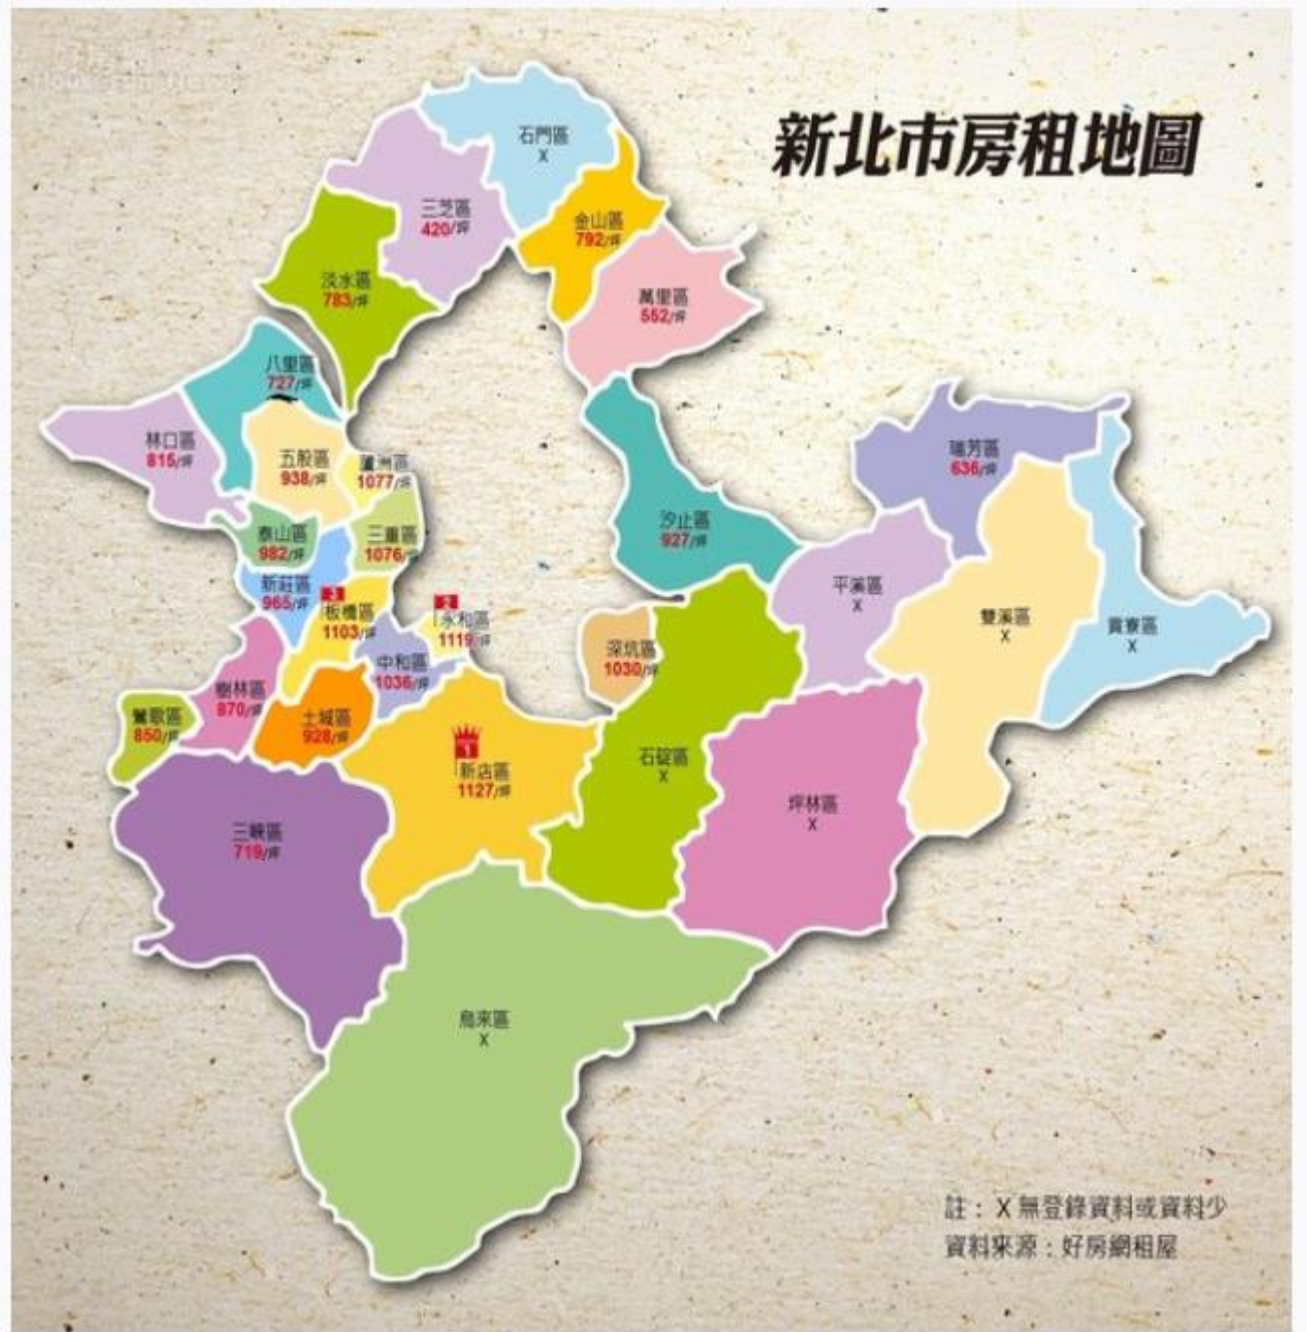 新北市房租地圖
石門區
X
三芝區
420/坪
金山區
792/坪
淡水區
783/坪
萬里區
552/坪
八里區
727/坪
林口區
815/坪
五股區
938/坪
蘆洲區
1077/坪
瑞芳區
636/坪
泰山區
982/坪
三重區
1076/坪
汐止區
927/坪
新莊區
965/坪
3
板橋區
1103/坪
2
永和區
1119/坪
平溪區
X
雙溪區
X
貢寮區
X
中和區
1036/坪
深坑區
1030/坪
樹林區
870/坪
鶯歌區
850/坪
土城區
928/坪
1
新店區
1127/坪
石碇區
X
坪林區
X
三峽區
719/坪
烏來區
X
註：X 無登錄資料或資料少
資料來源：好房網租屋